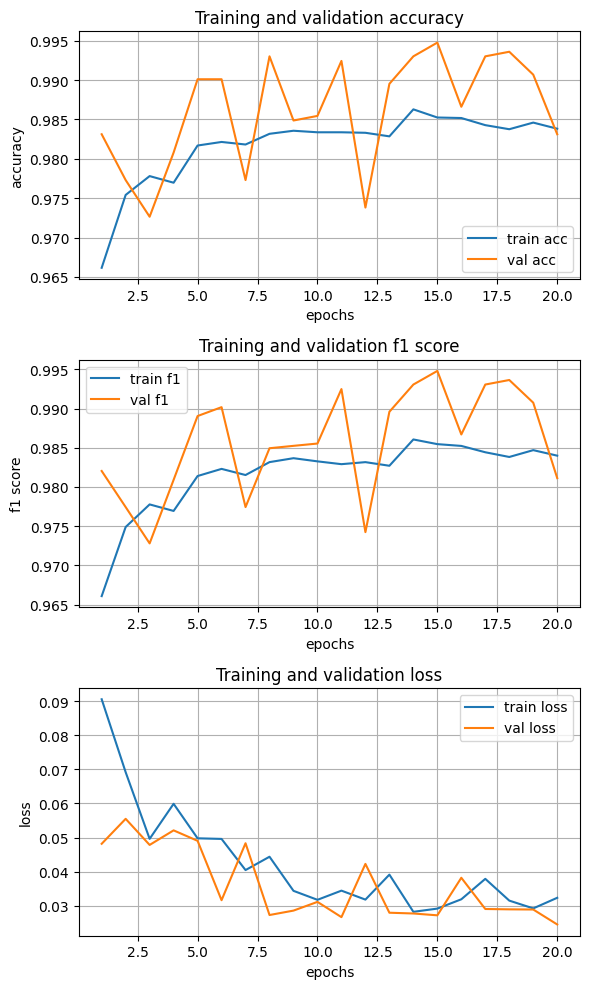 Training and validation accuracy
0.995
0.990
0.985
0.980
0.975
0.970
0.965
accuracy
train acc
val acc
2.5 5.0 7.5 10.0 12.5 15.0 17.5 20.0
epochs
Training and validation f1 score
0.995
0.990
0.985
0.980
0.975
0.970
0.965
f1 score
train f1
val f1
2.5 5.0 7.5 10.0 12.5 15.0 17.5 20.0
epochs
Training and validation loss
0.09
0.08
0.07
0.06
0.05
0.04
0.03
loss
train loss
val loss
2.5 5.0 7.5 10.0 12.5 15.0 17.5 20.0
epochs